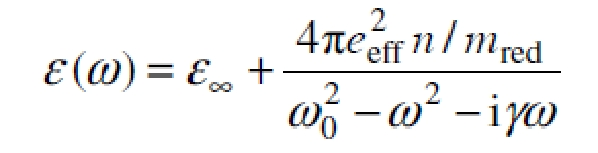 ε(ω) = ε∞ + (4πe²eff n / mred) / (ω₀² − ω² − iγω)